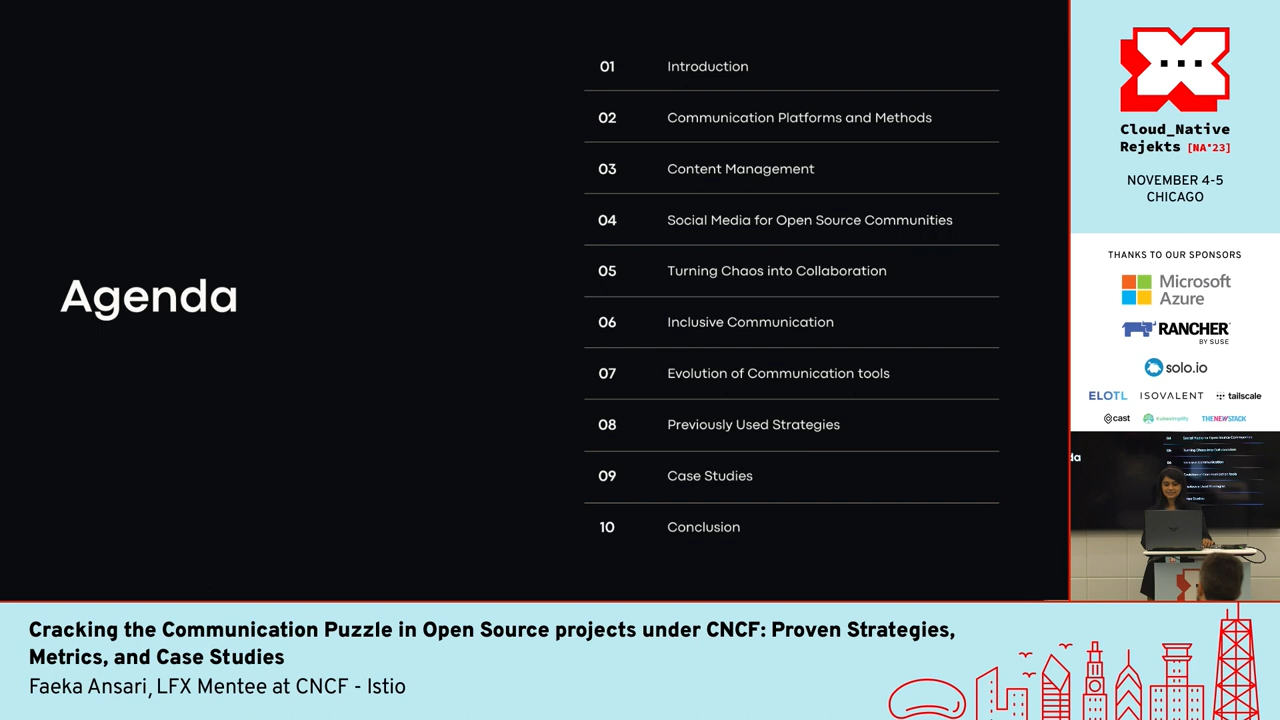 Agenda
01 Introduction
02 Communication Platforms and Methods
03 Content Management
04 Social Media for Open Source Communities
05 Turning Chaos into Collaboration
06 Inclusive Communication
07 Evolution of Communication tools
08 Previously Used Strategies
09 Case Studies
10 Conclusion
Cloud_Native
Rejekts [NA'23]
NOVEMBER 4-5
CHICAGO
THANKS TO OUR SPONSORS
Microsoft
Azure
RANCHER
BY SUSE
solo.io
ELOTL ISOVALENT tailscale
cast kubesimplify THENEWSTACK
Cracking the Communication Puzzle in Open Source projects under CNCF: Proven Strategies,
Metrics, and Case Studies
Faeka Ansari, LFX Mentee at CNCF - Istio